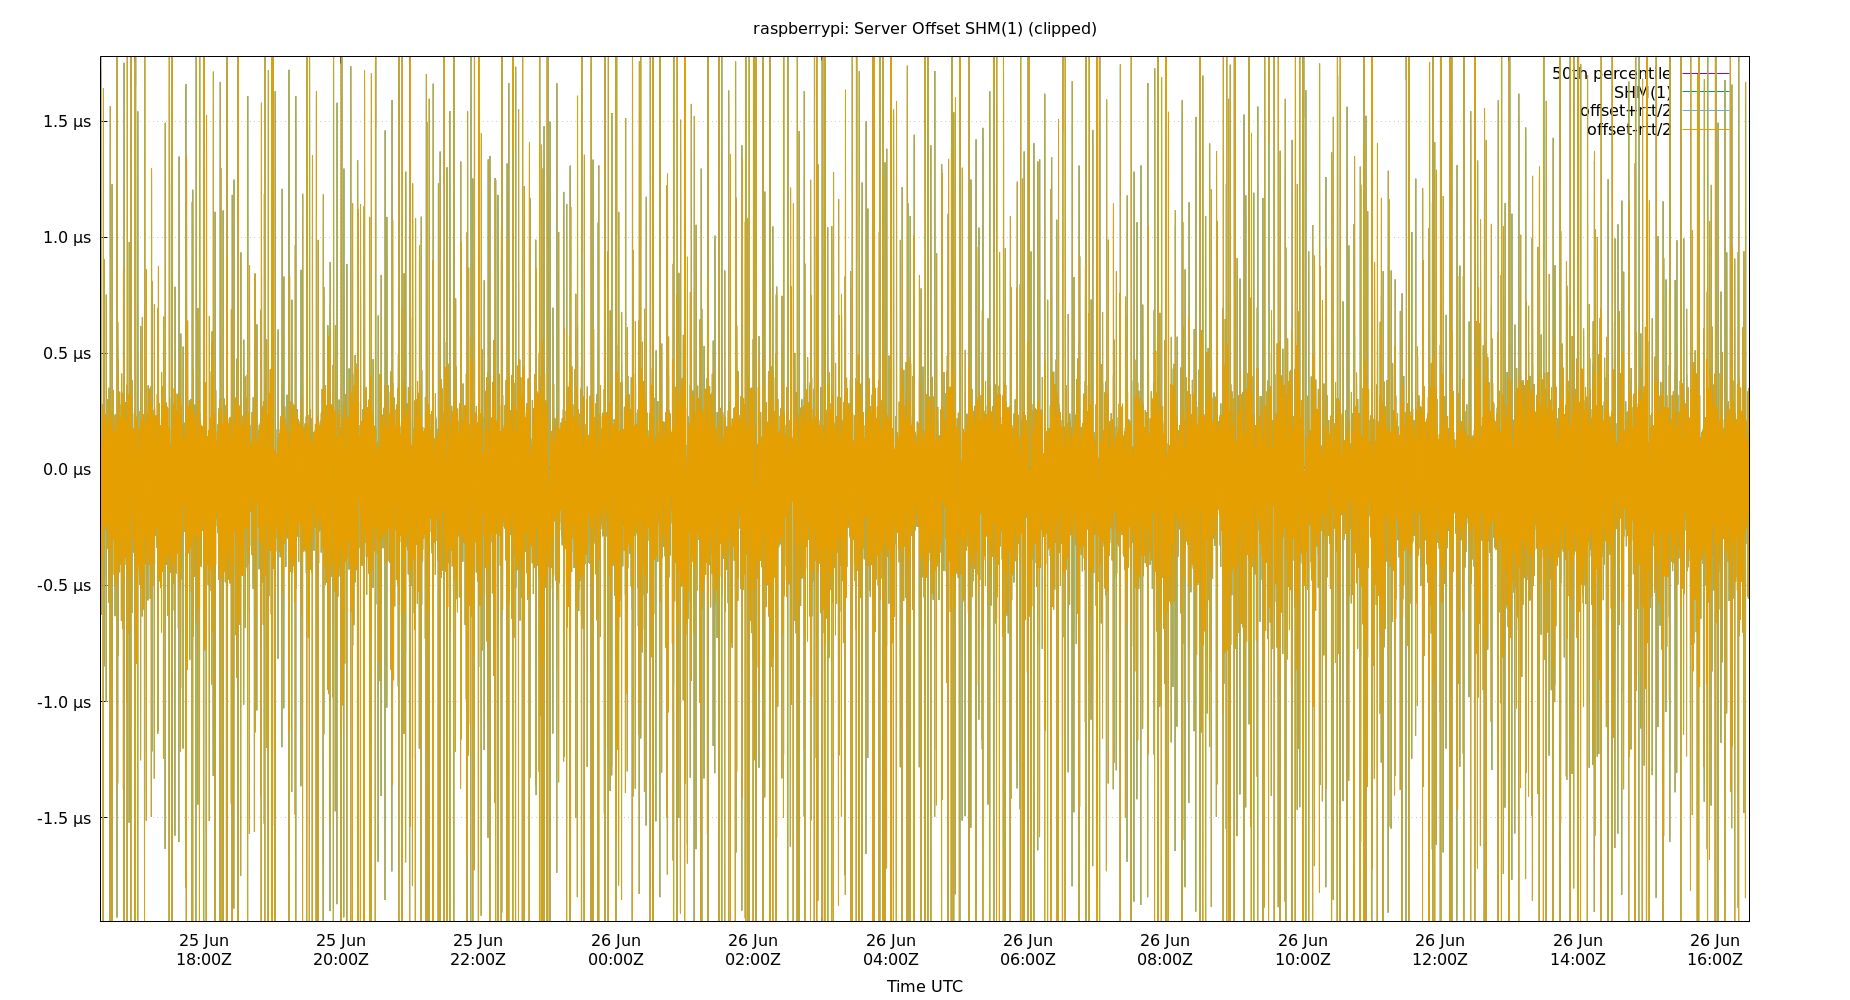 raspberrypi: Server Offset SHM(1) (clipped)
50th percentile
SHM(1)
offset+rtt/2
offset-rtt/2
1.5 µs
1.0 µs
0.5 µs
0.0 µs
-0.5 µs
-1.0 µs
-1.5 µs
25 Jun 25 Jun 25 Jun 26 Jun 26 Jun 26 Jun 26 Jun 26 Jun 26 Jun 26 Jun 26 Jun 26 Jun
18:00Z 20:00Z 22:00Z 00:00Z 02:00Z 04:00Z 06:00Z 08:00Z 10:00Z 12:00Z 14:00Z 16:00Z
Time UTC